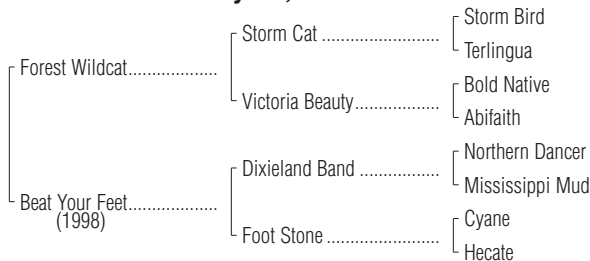 Storm Bird
Storm Cat ........................
Terlingua
Forest Wildcat..................
Bold Native
Victoria Beauty.................
Abifaith
Northern Dancer
Dixieland Band ................
Mississippi Mud
Beat Your Feet..................
(1998)
Cyane
Foot Stone .......................
Hecate